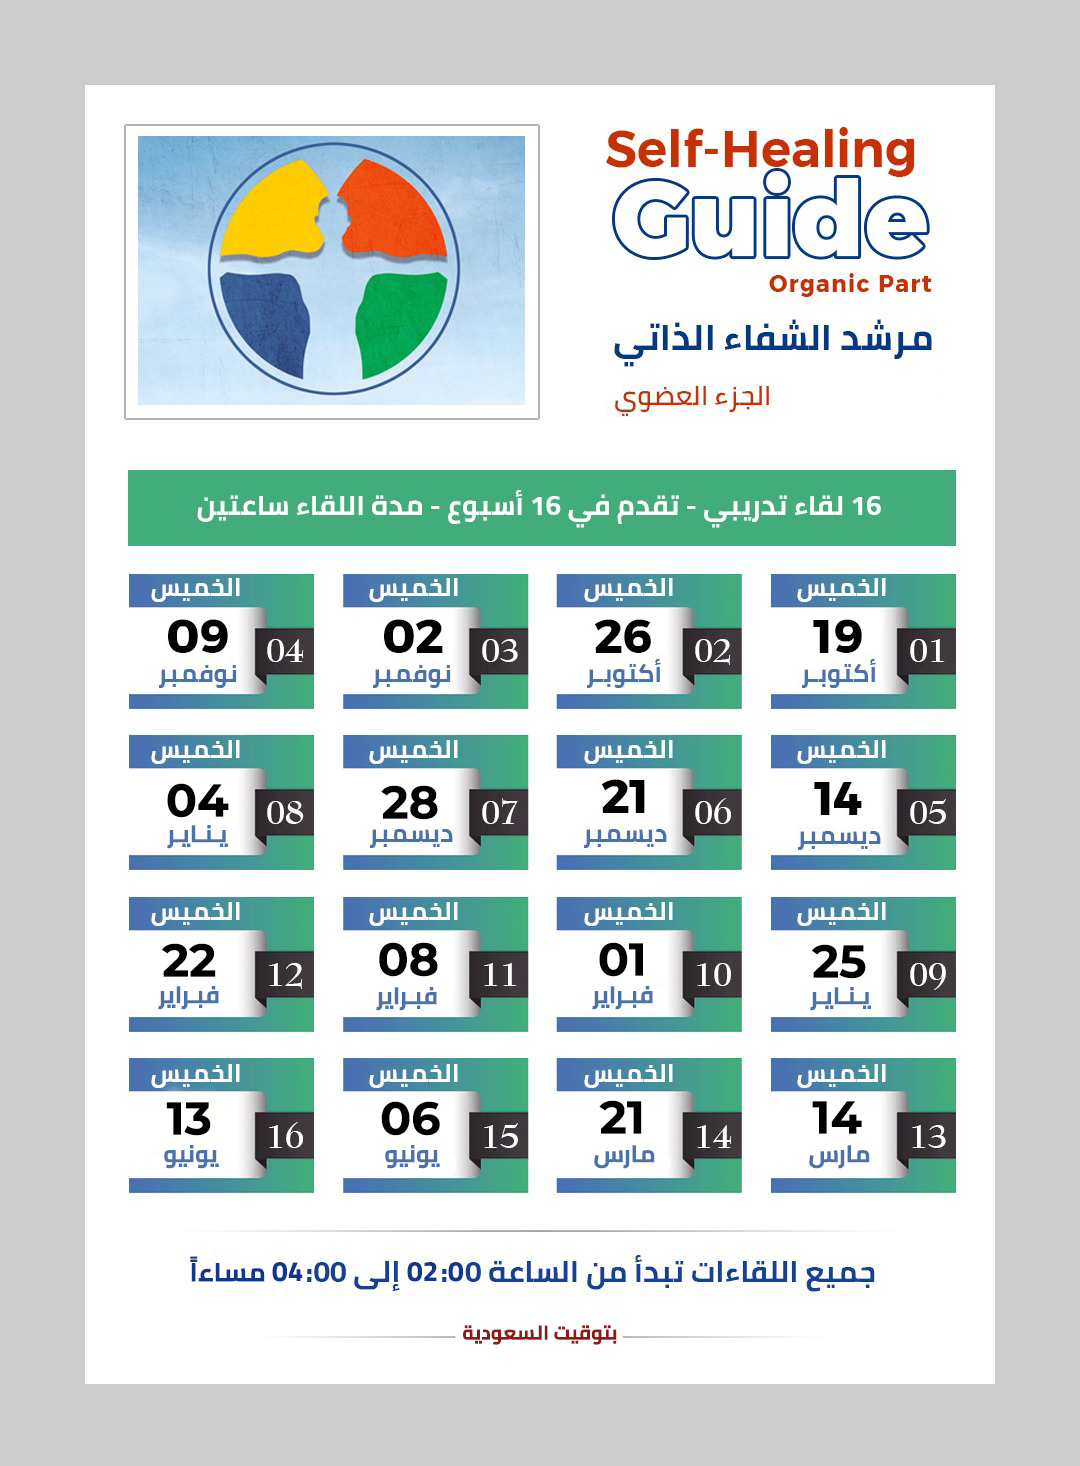 Self-Healing
Guide
Organic Part
مرشد الشفاء الذاتي
الجزء العضوي
16 لقاء تدريبي - تقدم في 16 أسبوع - مدة اللقاء ساعتين
الخميس
01
19
أكتوبـر
الخميس
02
26
أكتوبـر
الخميس
03
02
نوفمبر
الخميس
04
09
نوفمبر
الخميس
05
14
ديسمبر
الخميس
06
21
ديسمبر
الخميس
07
28
ديسمبر
الخميس
08
04
يـنـايـر
الخميس
09
25
يـنـايـر
الخميس
10
01
فبـراير
الخميس
11
08
فبـراير
الخميس
12
22
فبـراير
الخميس
13
14
مارس
الخميس
14
21
مارس
الخميس
15
06
يونيو
الخميس
16
13
يونيو
جميع اللقاءات تبدأ من الساعة 02:00 إلى 04:00 مساءاً
بتوقيت السعودية